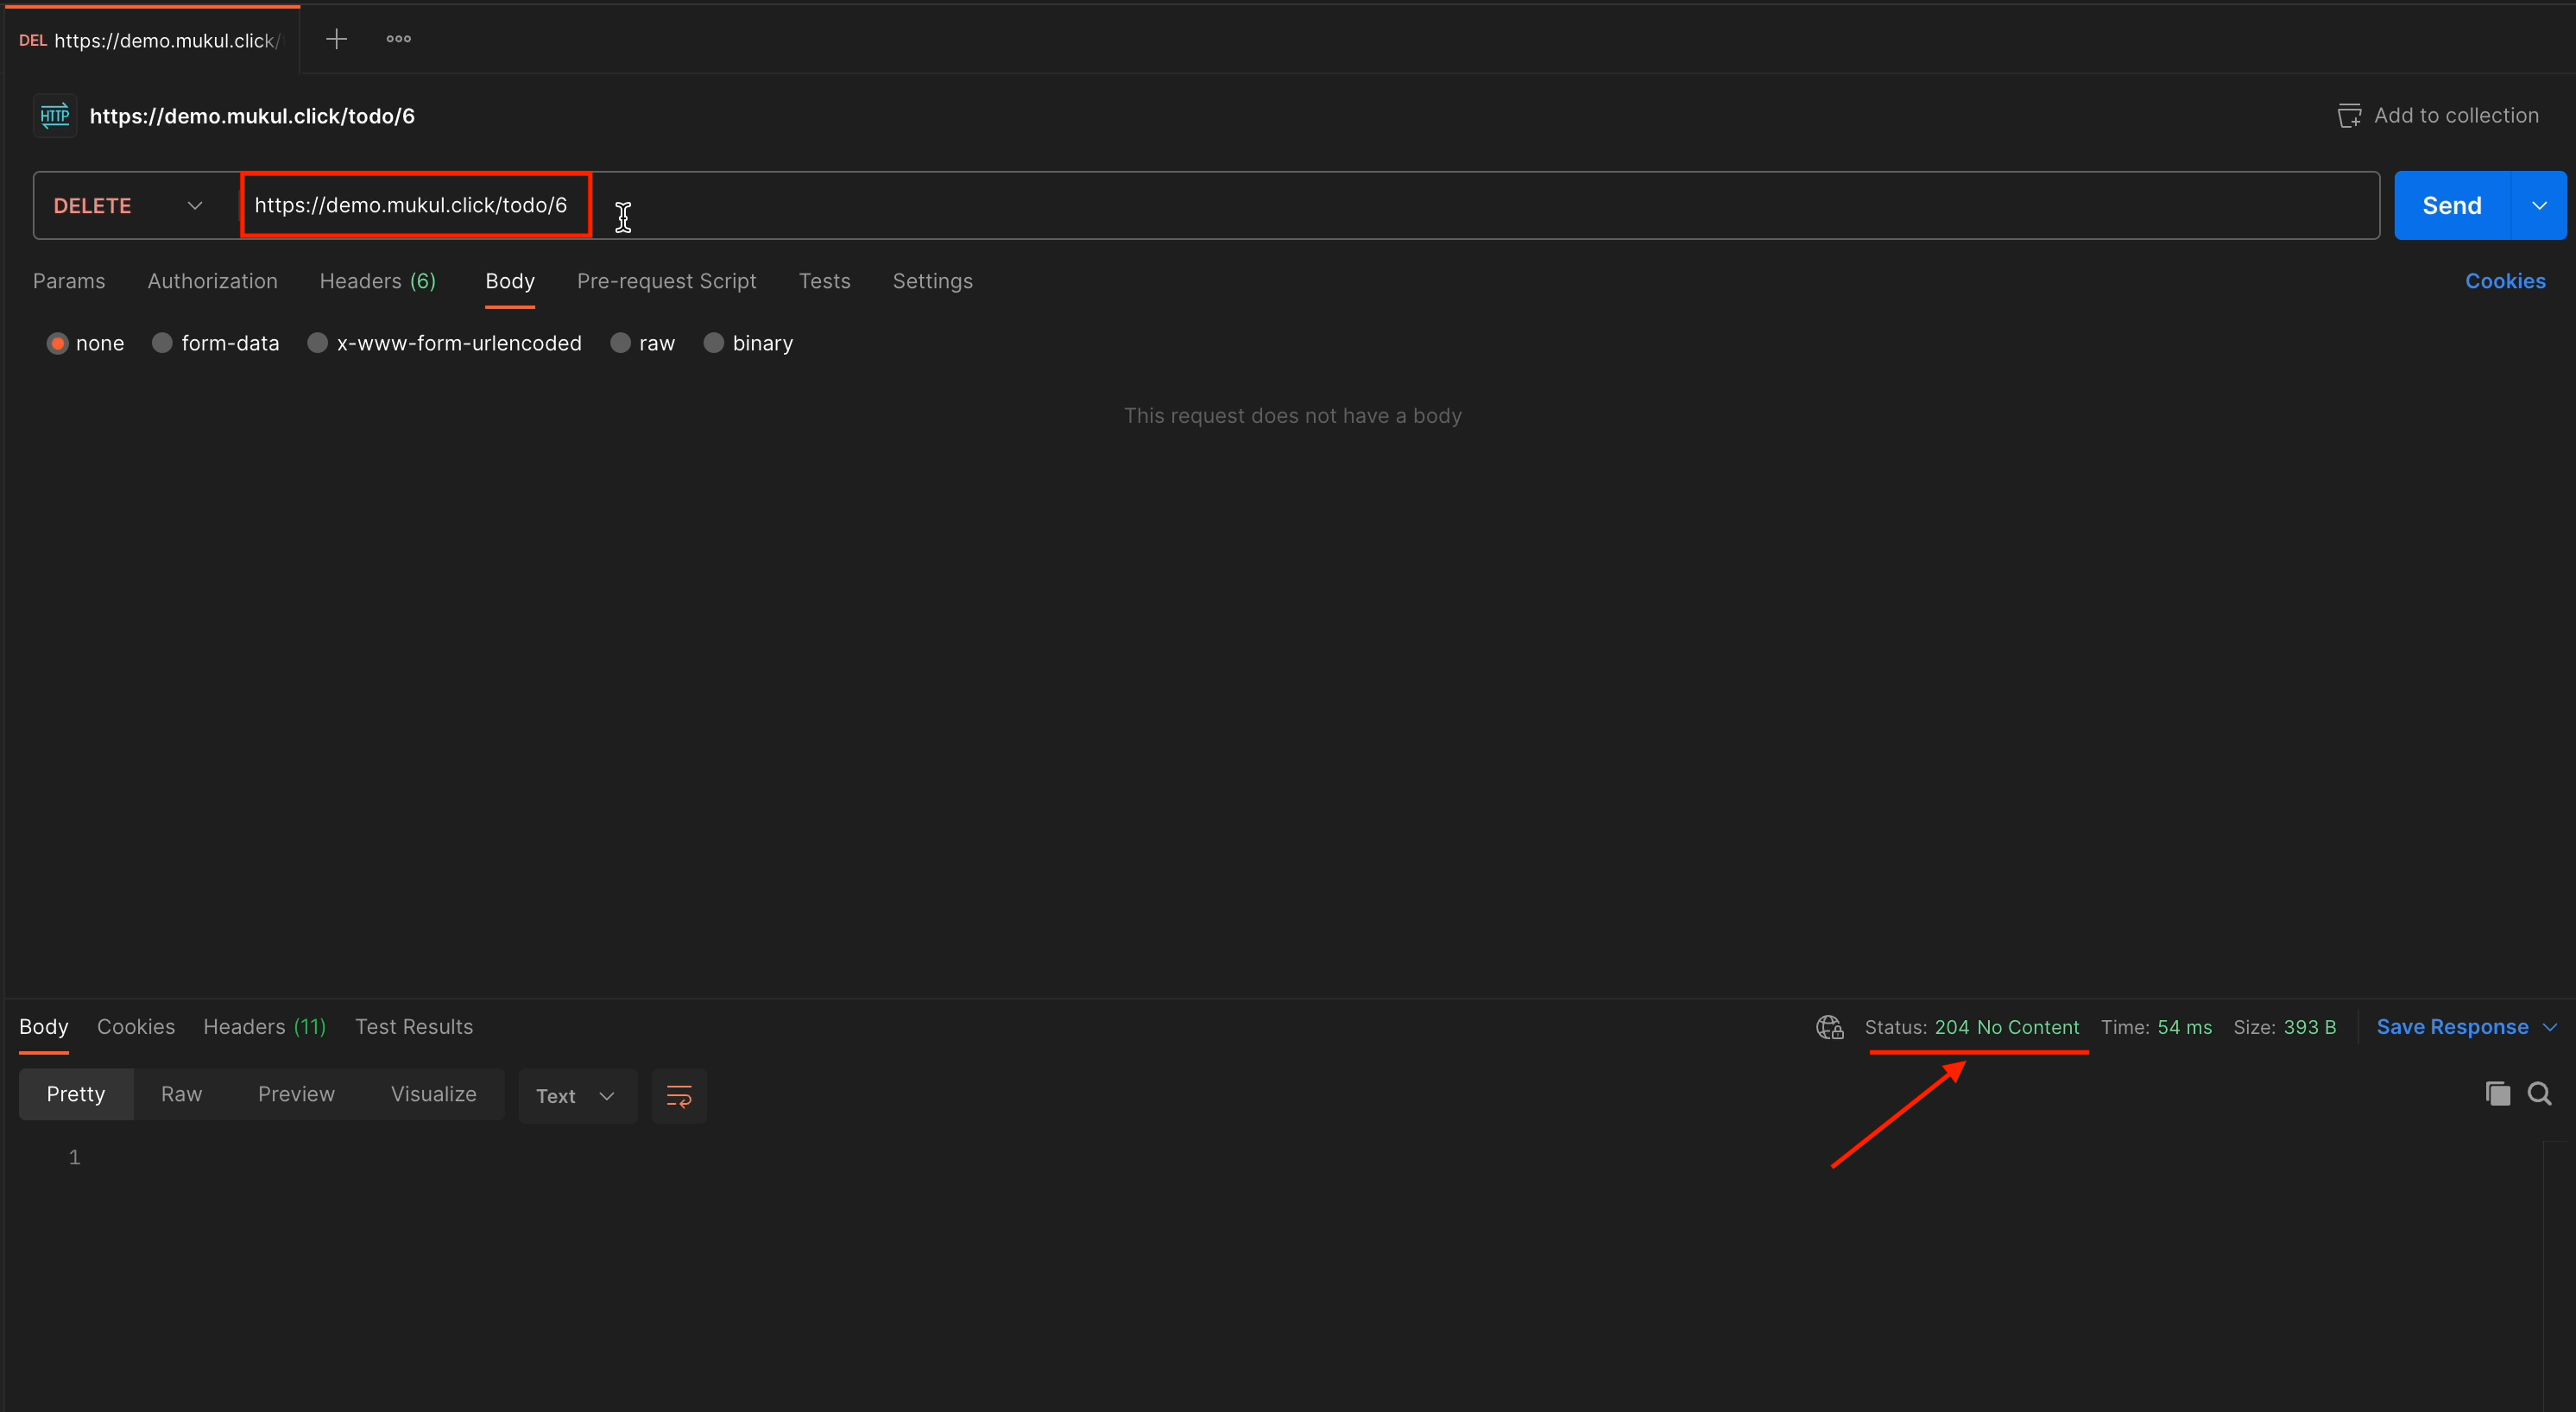 DEL https://demo.mukul.click/
HTTP https://demo.mukul.click/todo/6
Add to collection
DELETE https://demo.mukul.click/todo/6 Send
Params Authorization Headers (6) Body Pre-request Script Tests Settings Cookies
none form-data x-www-form-urlencoded raw binary
This request does not have a body
Body Cookies Headers (11) Test Results Status: 204 No Content Time: 54 ms Size: 393 B Save Response
Pretty Raw Preview Visualize Text
1